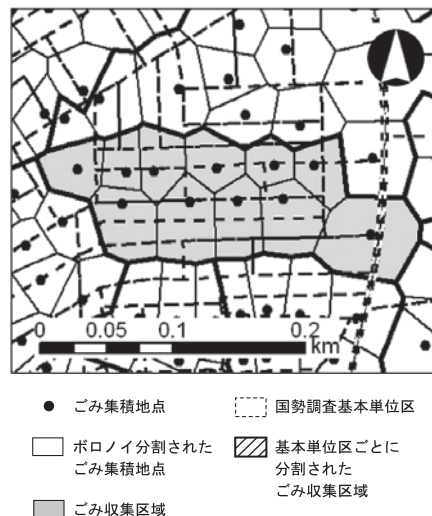 0 0.05 0.1 0.2
km
ごみ集積地点
国勢調査基本単位区
ボロノイ分割された
ごみ集積地点
基本単位区ごとに
分割された
ごみ収集区域
ごみ収集区域